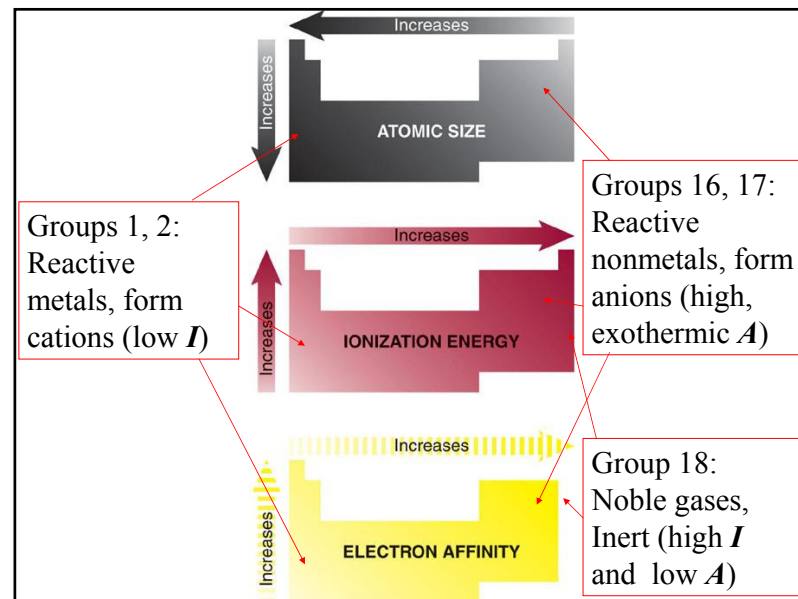 Increases
Increases
ATOMIC SIZE
Groups 1, 2:
Reactive
metals, form
cations (low I)
Groups 16, 17:
Reactive
nonmetals, form
anions (high,
exothermic A)
Increases
Increases
IONIZATION ENERGY
Increases
Increases
ELECTRON AFFINITY
Group 18:
Noble gases,
Inert (high I
and low A)